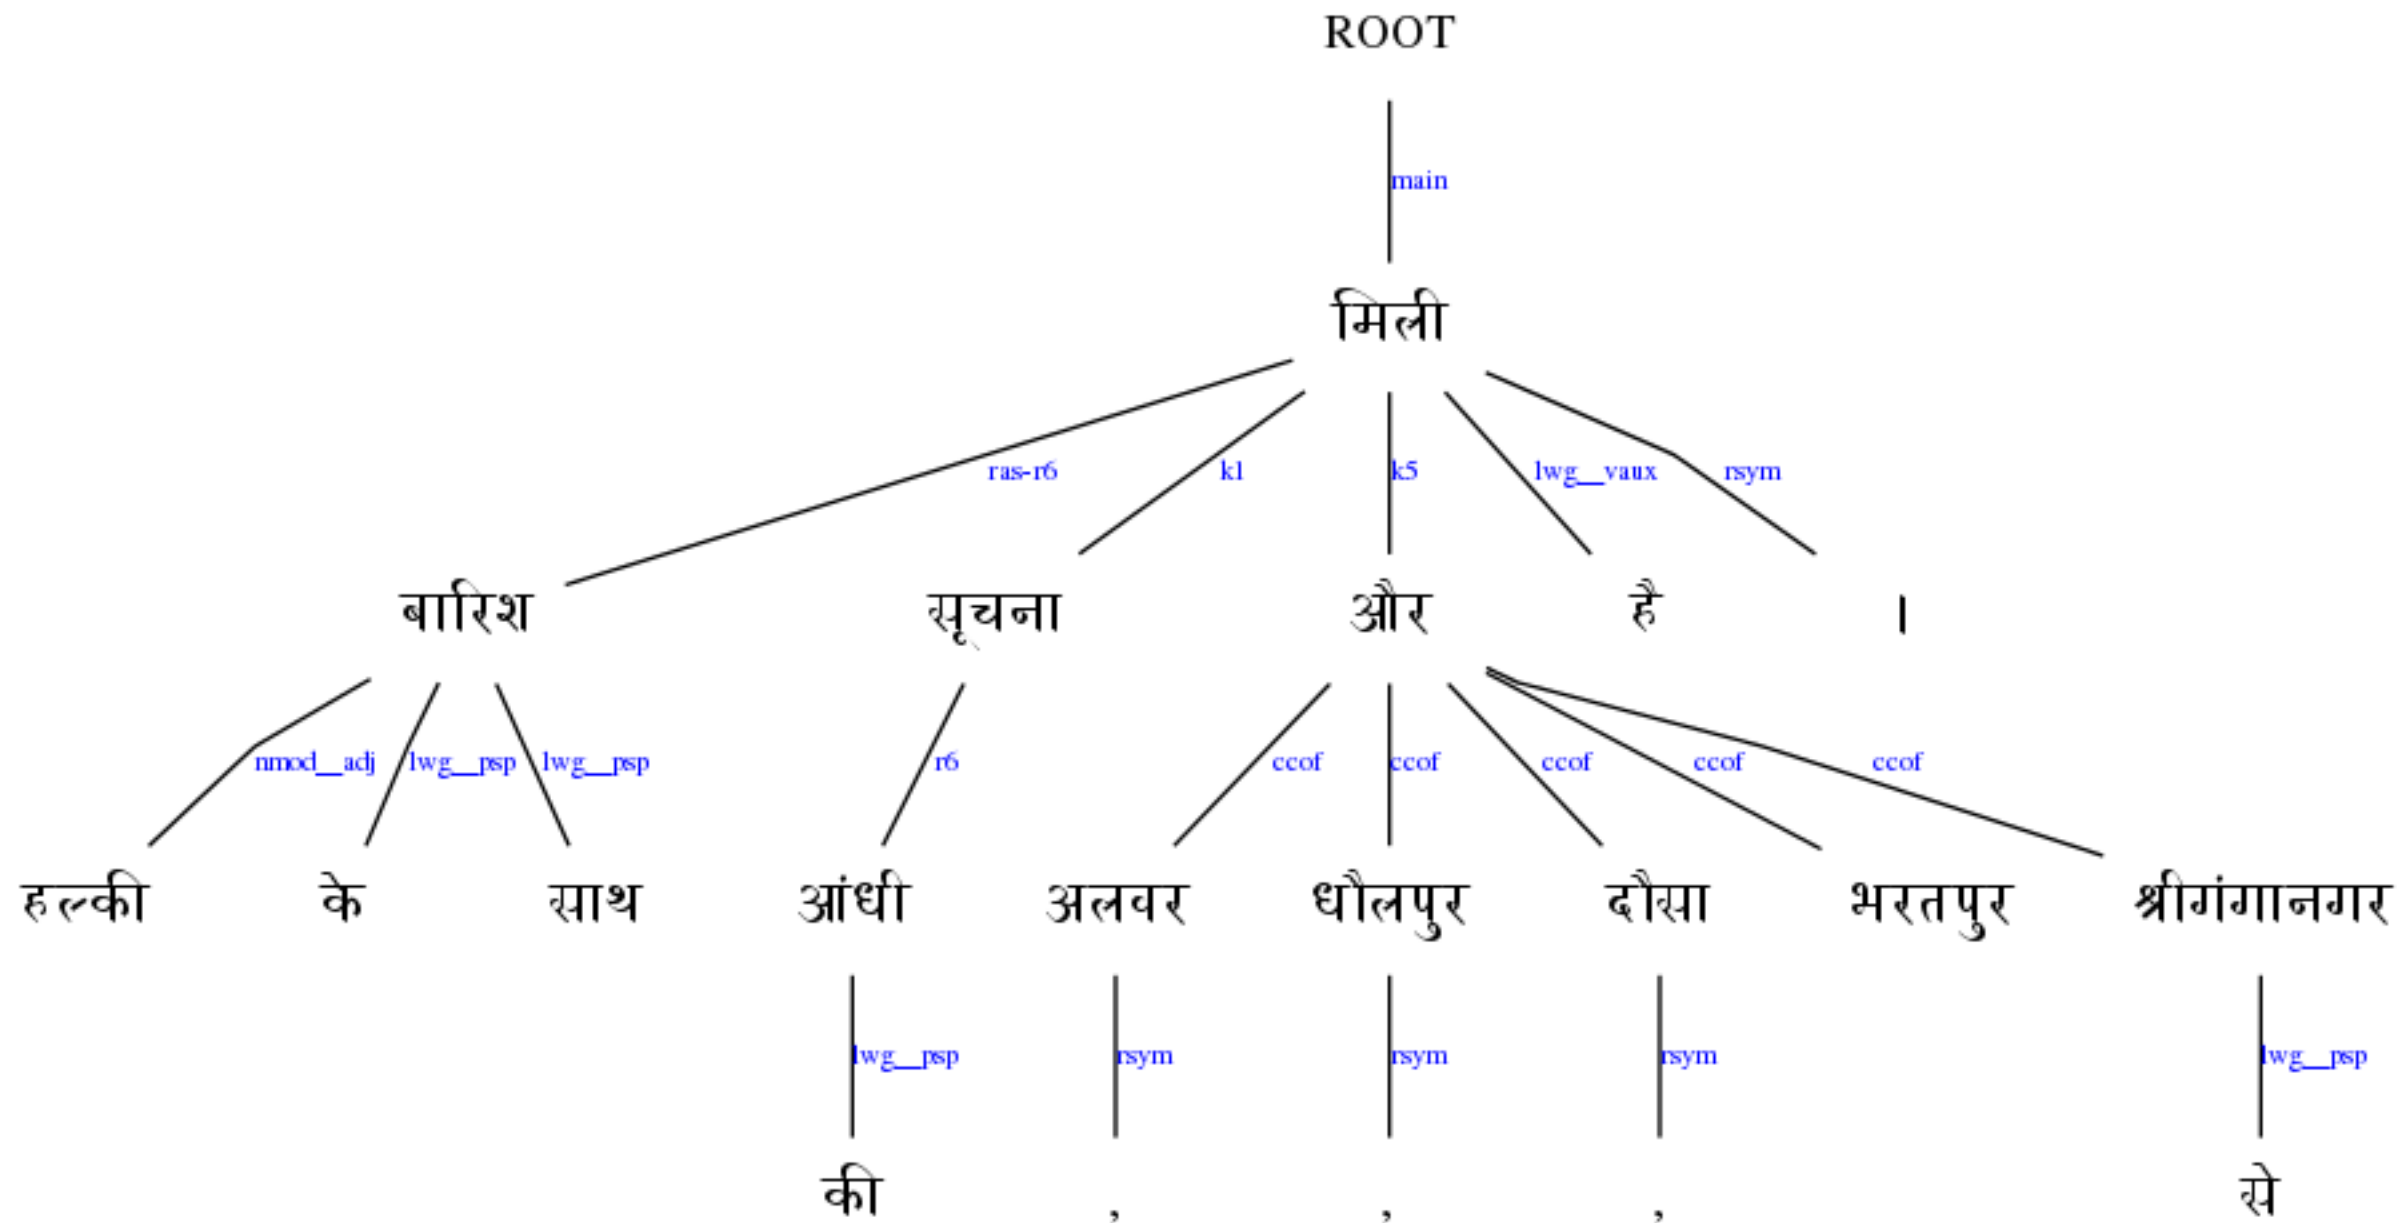 ROOT
main
मिली
ras-r6 k1 k5 lwg__vaux rsym
बारिश सूचना और है ।
nmod__adj lwg__psp lwg__psp r6 ccof ccof ccof ccof ccof
हल्की के साथ आंधी अलवर धौलपुर दौसा भरतपुर श्रीगंगानगर
lwg__psp rsym rsym rsym lwg__psp
की , , , से